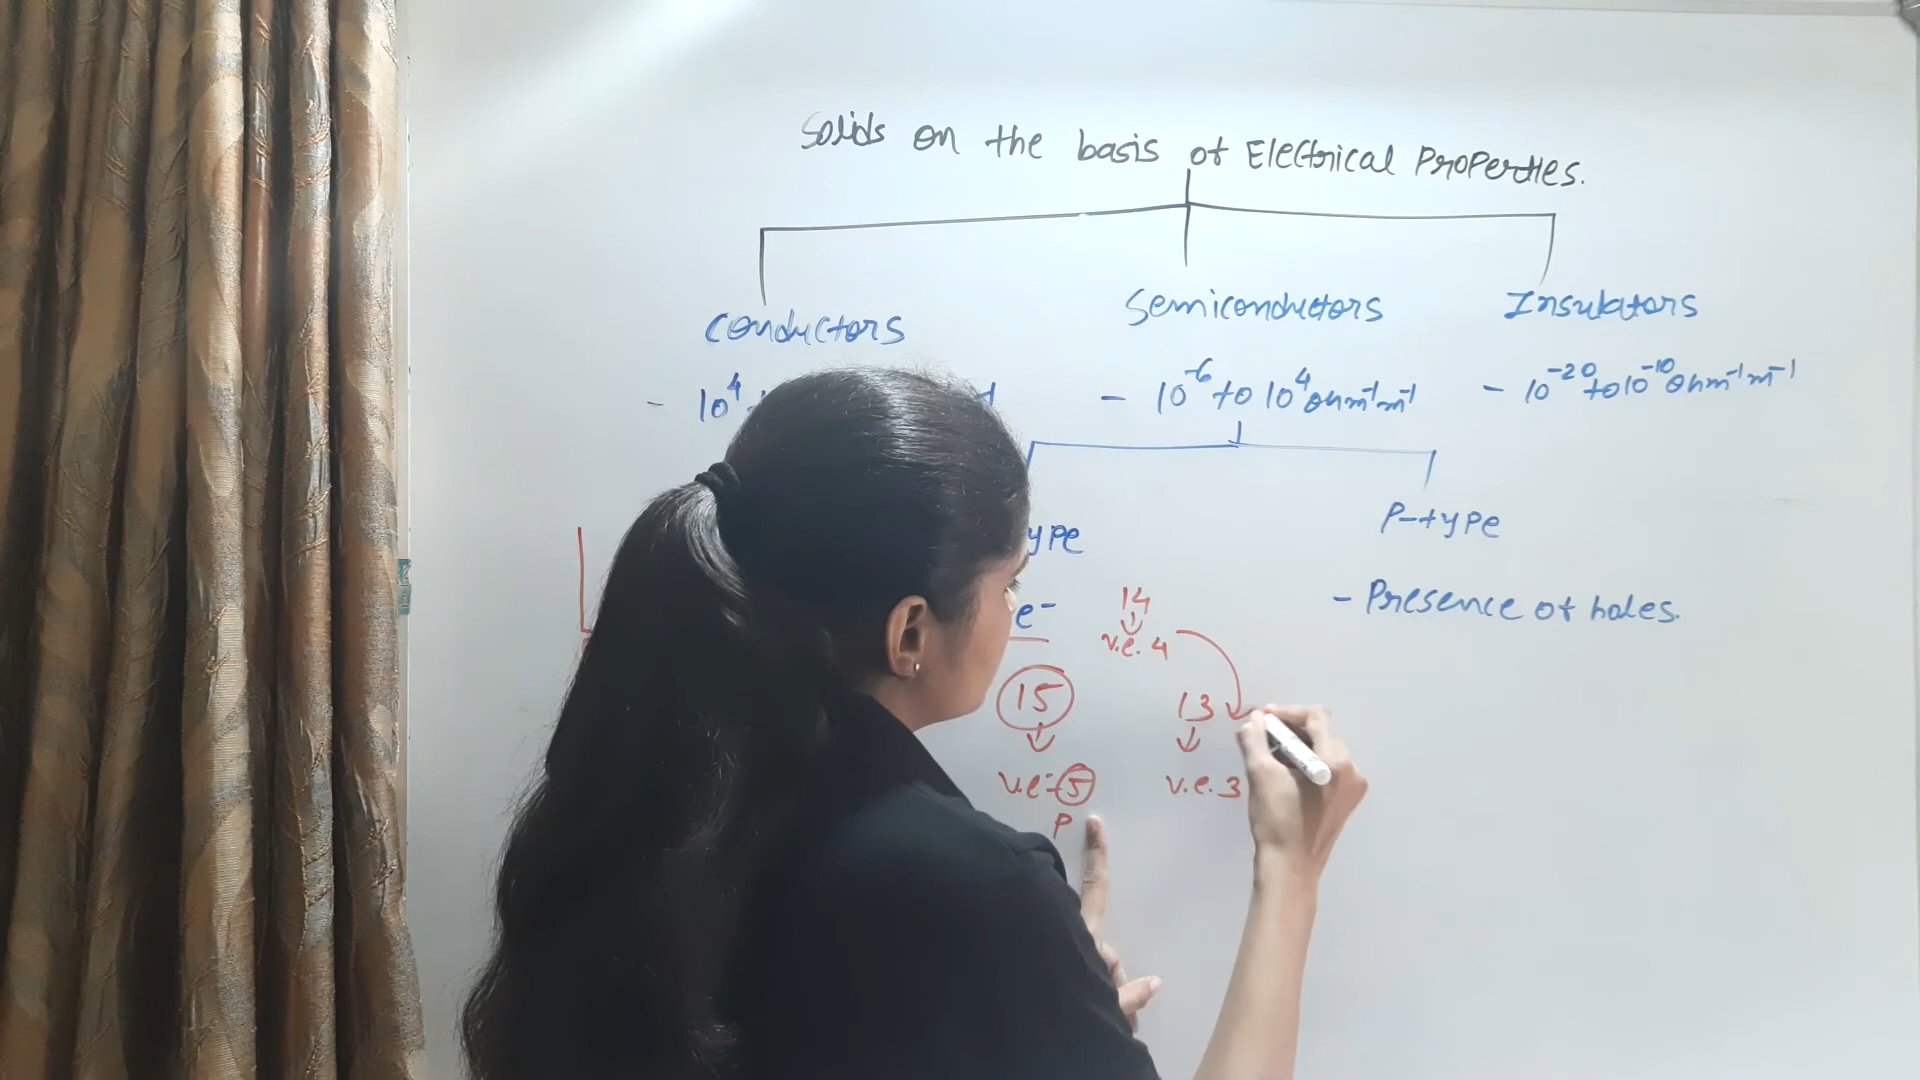 Solids on the basis of Electrical Properties.
Conductors
Semiconductors
Insulators
- 10⁴
- 10⁻⁶ to 10⁴ ohm⁻¹m⁻¹
- 10⁻²⁰ to 10⁻¹⁰ ohm⁻¹m⁻¹
ype
P-type
e⁻
14
- Presence of holes.
v.e. 4
15
13
v.e⁻-5
v.e. 3
P